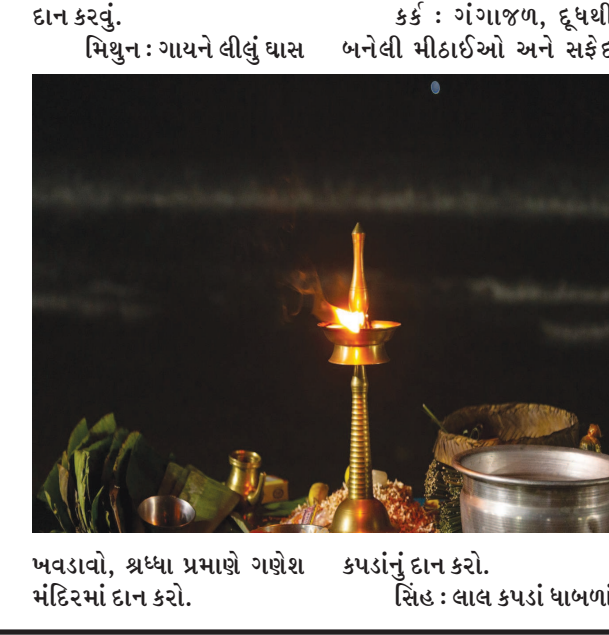 દાન કરવું.
મિથુન : ગાયને લીલું ઘાસ
ખવડાવો, શ્રધ્ધા પ્રમાણે ગણેશ
મંદિરમાં દાન કરો.
કર્ક : ગંગાજળ, દૂધથી
બનેલી મીઠાઈઓ અને સફેદ
કપડાંનું દાન કરો.
સિંહ : લાલ કપડાં ધાબળાં